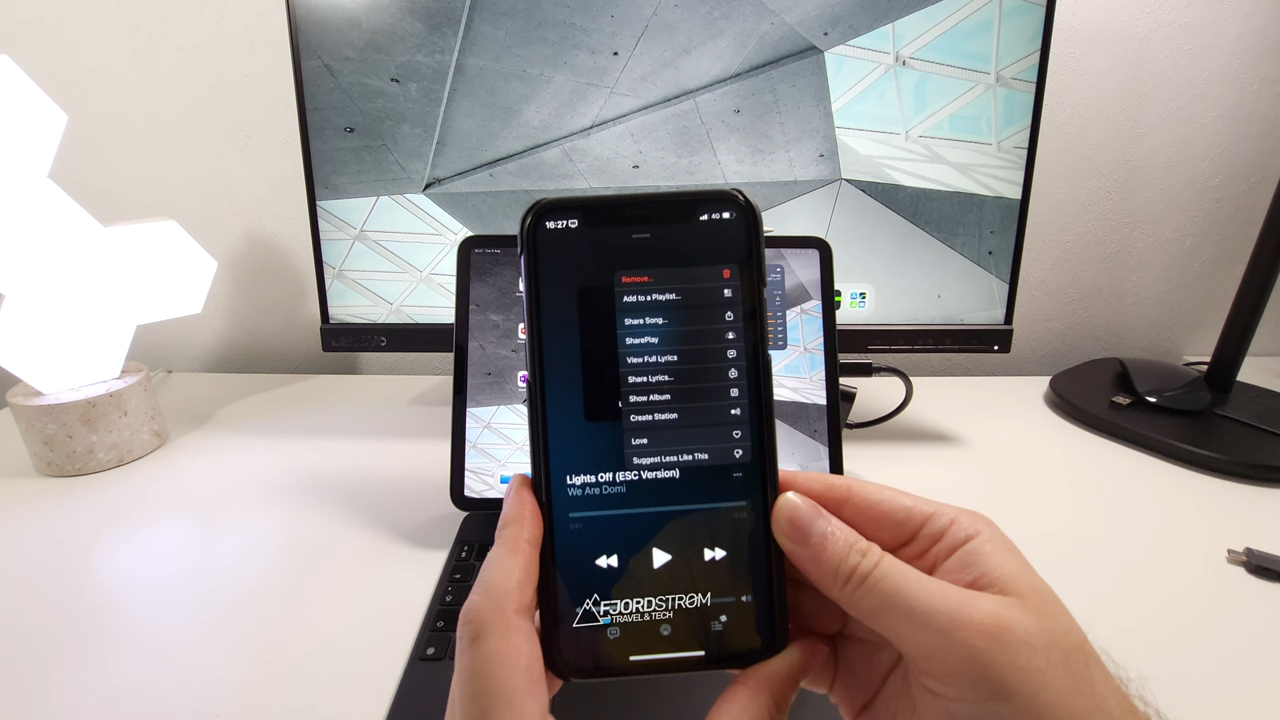 16:27
4G
Remove...
Add to a Playlist...
Share Song...
SharePlay
View Full Lyrics
Share Lyrics...
Show Album
Create Station
Love
Suggest Less Like This
Lights Off (ESC Version)
We Are Domi
FJORDSTRØM
TRAVEL & TECH
Lenovo